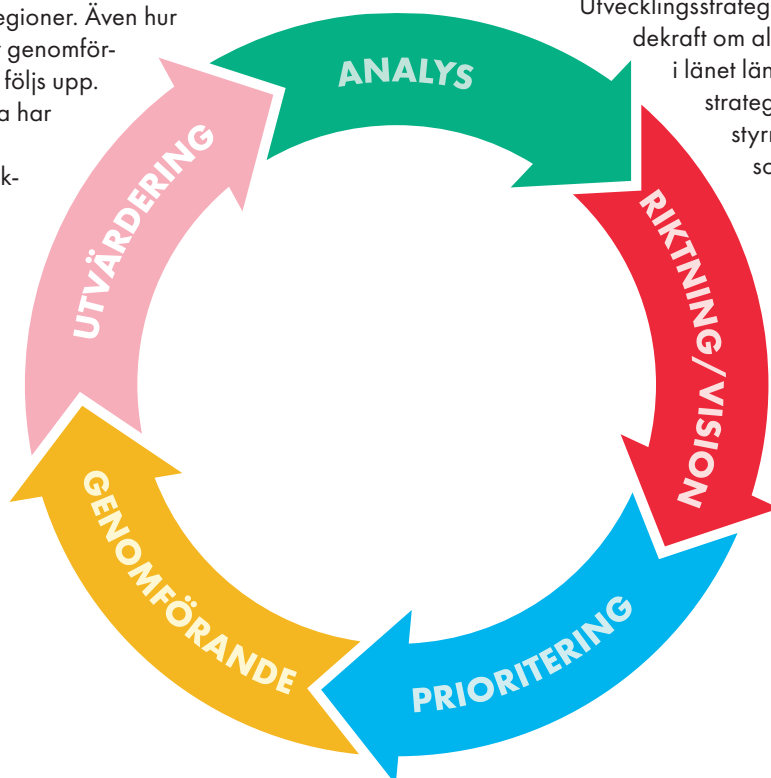 egioner. Även hur
genomför-
följs upp.
a har
k-
Utvecklingsstrateg
dekraft om al
i länet län
strateg
styrn
so
ANALYS
RIKTNING/VISION
PRIORITERING
GENOMFÖRANDE
UTVÄRDERING